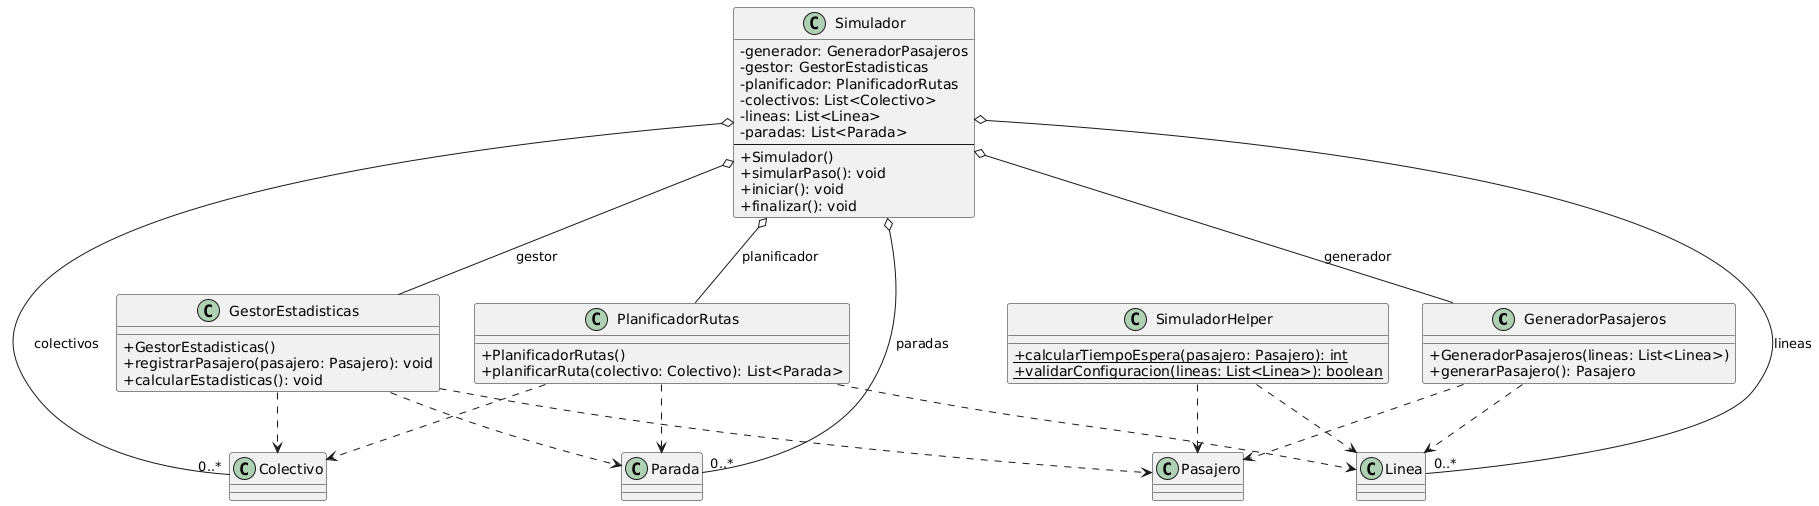 C Simulador
-generador: GeneradorPasajeros
-gestor: GestorEstadisticas
-planificador: PlanificadorRutas
-colectivos: List<Colectivo>
-lineas: List<Linea>
-paradas: List<Parada>
+Simulador()
+simularPaso(): void
+iniciar(): void
+finalizar(): void
gestor
planificador
generador
colectivos
paradas
lineas
C GestorEstadisticas
+GestorEstadisticas()
+registrarPasajero(pasajero: Pasajero): void
+calcularEstadisticas(): void
C PlanificadorRutas
+PlanificadorRutas()
+planificarRuta(colectivo: Colectivo): List<Parada>
C SimuladorHelper
+calcularTiempoEspera(pasajero: Pasajero): int
+validarConfiguracion(lineas: List<Linea>): boolean
C GeneradorPasajeros
+GeneradorPasajeros(lineas: List<Linea>)
+generarPasajero(): Pasajero
0..*
C Colectivo
C Parada
0..*
C Pasajero
C Linea
0..*